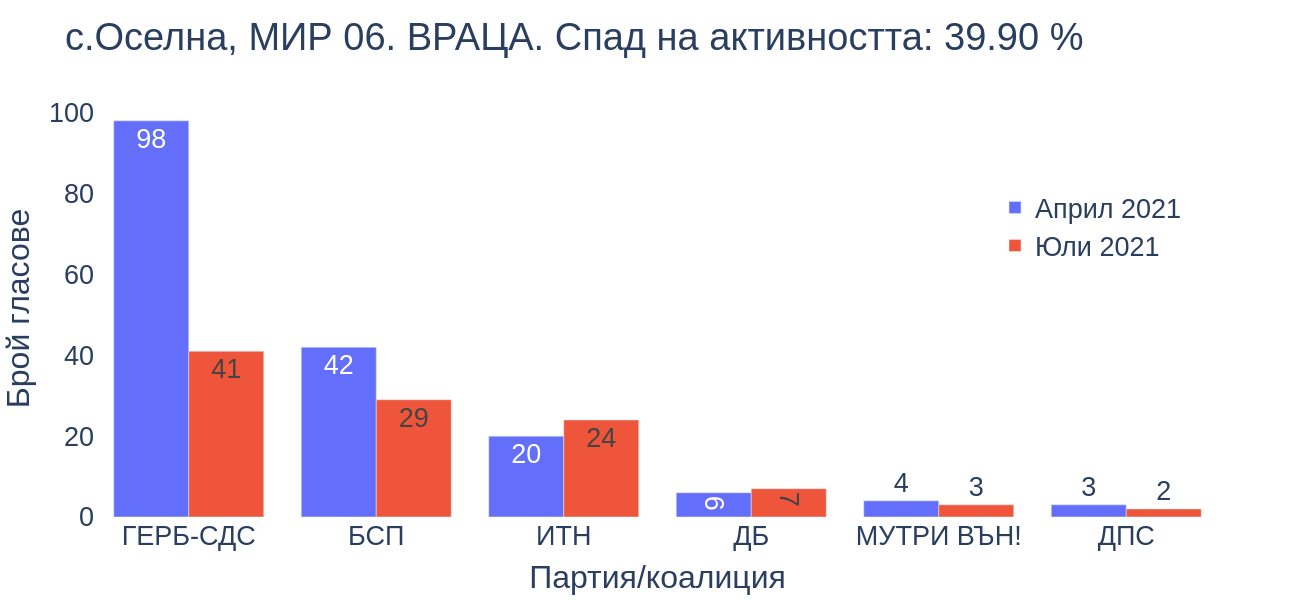 с.Оселна, МИР 06. ВРАЦА. Спад на активността: 39.90 %
Брой гласове
100
80
60
40
20
0
98
41
42
29
20
24
6
7
4
3
3
2
Април 2021
Юли 2021
ГЕРБ-СДС
БСП
ИТН
ДБ
МУТРИ ВЪН!
ДПС
Партия/коалиция